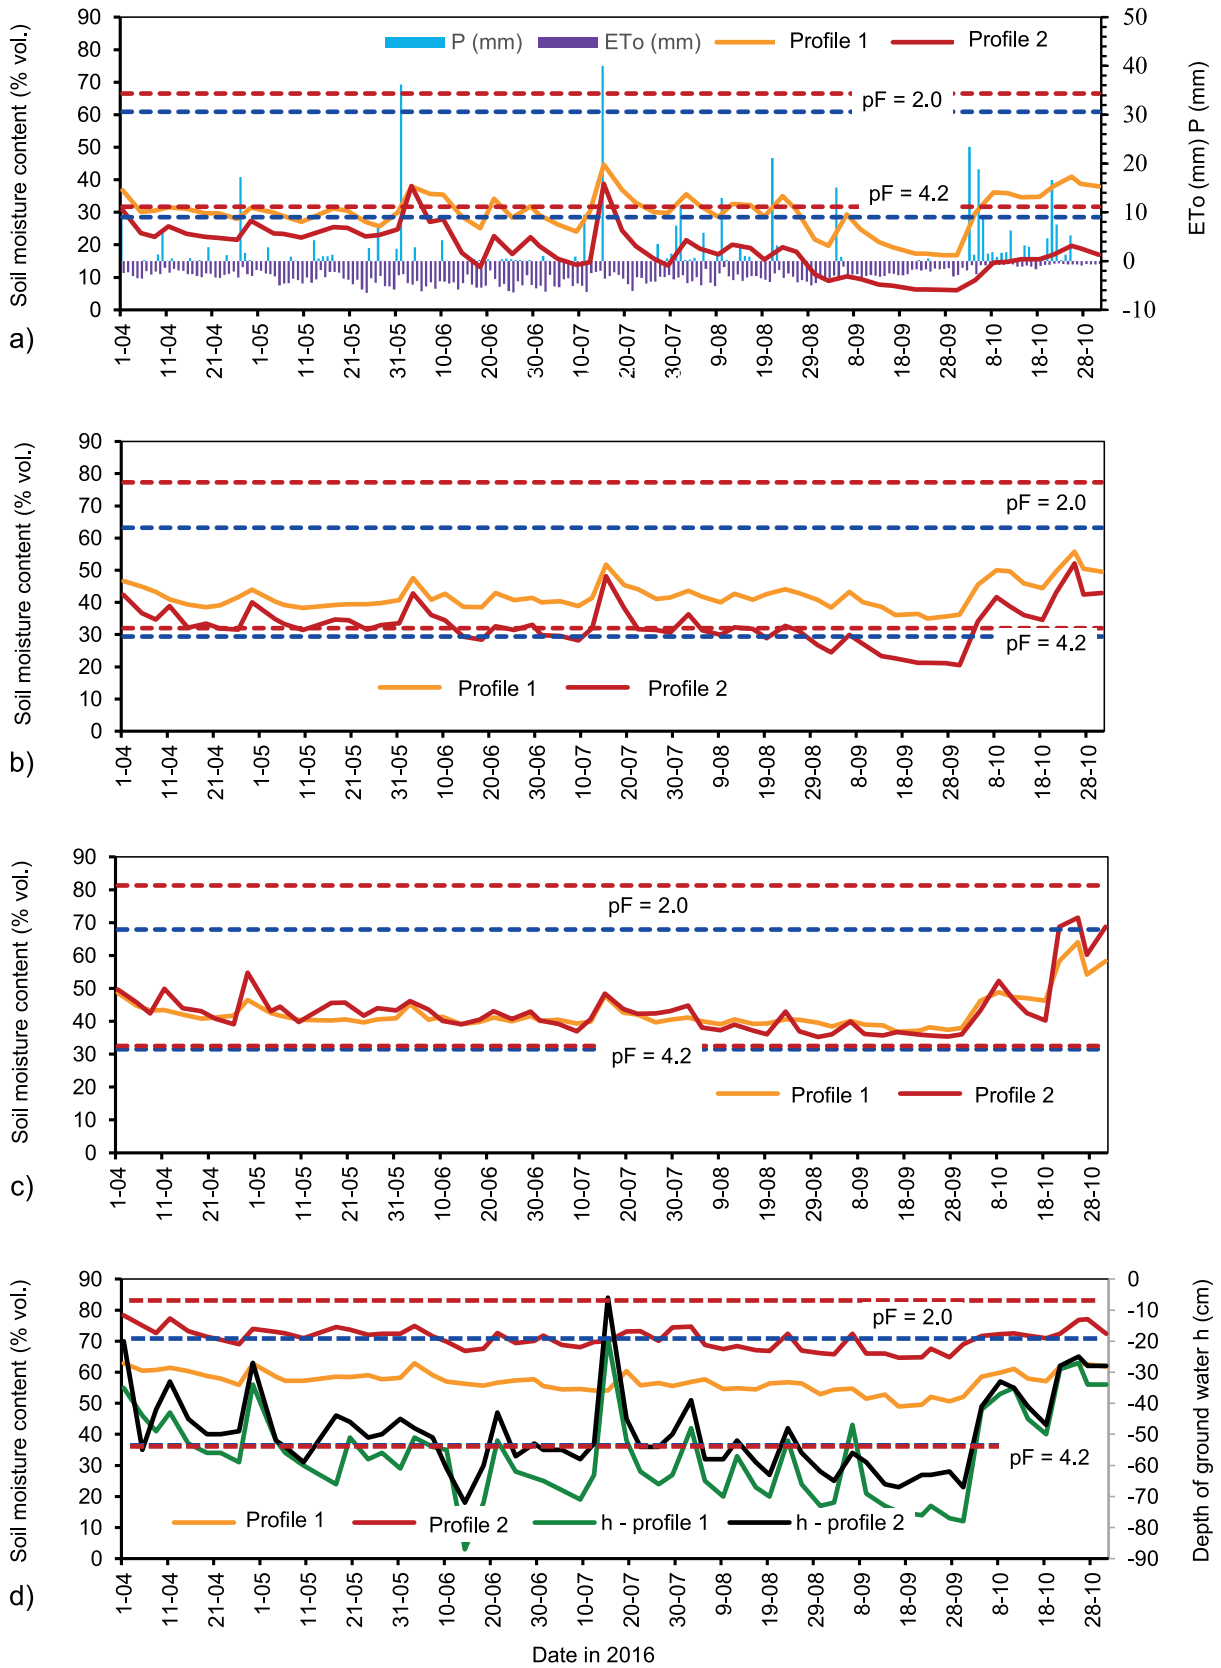 P (mm) ETo (mm) Profile 1 Profile 2
Soil moisture content (% vol.)
90
80
70
60
50
40
30
20
10
0
50
40
30
20
10
0
-10
ETo (mm) P (mm)
pF = 2.0
pF = 4.2
1-04 11-04 21-04 1-05 11-05 21-05 31-05 10-06 20-06 30-06 10-07 20-07 30-07 9-08 19-08 29-08 8-09 18-09 28-09 8-10 18-10 28-10
a)
Soil moisture content (% vol.)
90
80
70
60
50
40
30
20
10
0
pF = 2.0
pF = 4.2
Profile 1 Profile 2
1-04 11-04 21-04 1-05 11-05 21-05 31-05 10-06 20-06 30-06 10-07 20-07 30-07 9-08 19-08 29-08 8-09 18-09 28-09 8-10 18-10 28-10
b)
Soil moisture content (% vol.)
90
80
70
60
50
40
30
20
10
0
pF = 2.0
pF = 4.2
Profile 1 Profile 2
1-04 11-04 21-04 1-05 11-05 21-05 31-05 10-06 20-06 30-06 10-07 20-07 30-07 9-08 19-08 29-08 8-09 18-09 28-09 8-10 18-10 28-10
c)
Soil moisture content (% vol.)
90
80
70
60
50
40
30
20
10
0
0
-10
-20
-30
-40
-50
-60
-70
-80
-90
Depth of ground water h (cm)
pF = 2.0
pF = 4.2
Profile 1 Profile 2 h - profile 1 h - profile 2
1-04 11-04 21-04 1-05 11-05 21-05 31-05 10-06 20-06 30-06 10-07 20-07 30-07 9-08 19-08 29-08 8-09 18-09 28-09 8-10 18-10 28-10
d)
Date in 2016